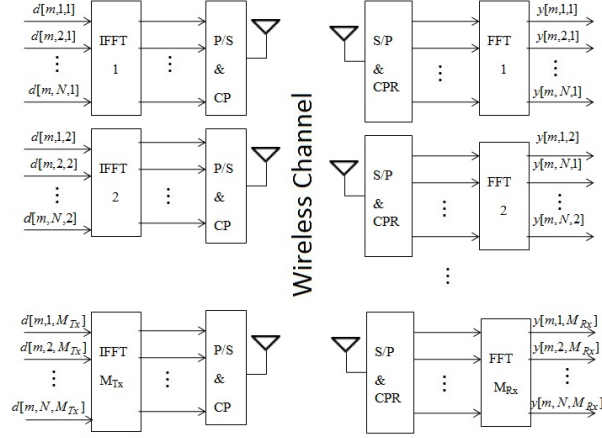 d[m,1,1]
d[m,2,1]
⋮
d[m,N,1]
IFFT
1
⋮
P/S
&
CP
S/P
&
CPR
⋮
FFT
1
y[m,1,1]
y[m,2,1]
⋮
y[m,N,1]
d[m,1,2]
d[m,2,2]
⋮
d[m,N,2]
IFFT
2
⋮
P/S
&
CP
Wireless Channel
S/P
&
CPR
⋮
FFT
2
y[m,1,2]
y[m,N,1]
⋮
y[m,N,2]
⋮
d[m,1,M_Tx]
d[m,2,M_Tx]
⋮
d[m,N,M_Tx]
IFFT
M_Tx
⋮
P/S
&
CP
S/P
&
CPR
⋮
FFT
M_Rx
y[m,1,M_Rx]
y[m,2,M_Rx]
⋮
y[m,N,M_Rx]